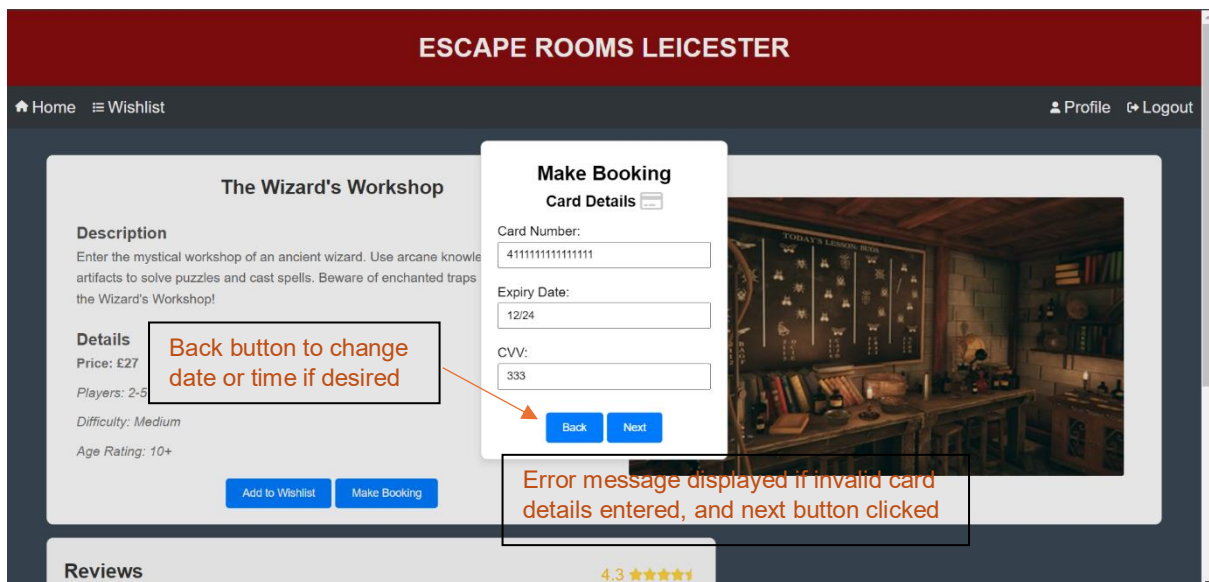 ESCAPE ROOMS LEICESTER
Home Wishlist Profile Logout
The Wizard's Workshop
Description
Enter the mystical workshop of an ancient wizard. Use arcane knowle
artifacts to solve puzzles and cast spells. Beware of enchanted traps
the Wizard's Workshop!
Details
Price: £27
Players: 2-5
Difficulty: Medium
Age Rating: 10+
Add to Wishlist Make Booking
Back button to change
date or time if desired
Make Booking
Card Details
Card Number:
4111111111111111
Expiry Date:
12/24
CVV:
333
Back Next
Error message displayed if invalid card
details entered, and next button clicked
TODAY'S LESSON: BUGS
Reviews
4.3